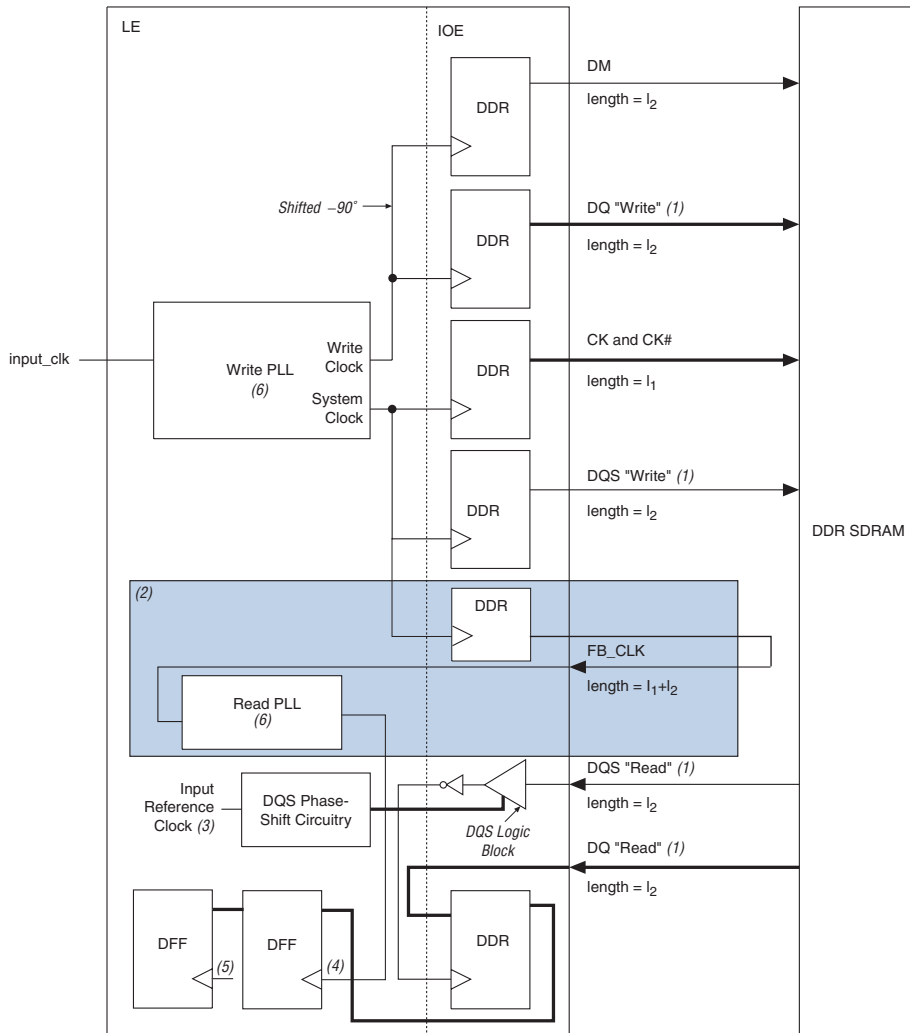 LE
IOE
DM
length = l2
DDR
Shifted –90°
DQ "Write" (1)
length = l2
DDR
input_clk
Write PLL
(6)
Write
Clock
System
Clock
CK and CK#
length = l1
DDR
DQS "Write" (1)
length = l2
DDR
DDR SDRAM
(2)
DDR
FB_CLK
length = l1+l2
Read PLL
(6)
DQS "Read" (1)
length = l2
Input
Reference
Clock (3)
DQS Phase-
Shift Circuitry
DQS Logic
Block
DQ "Read" (1)
length = l2
DFF
(5)
DFF
(4)
DDR